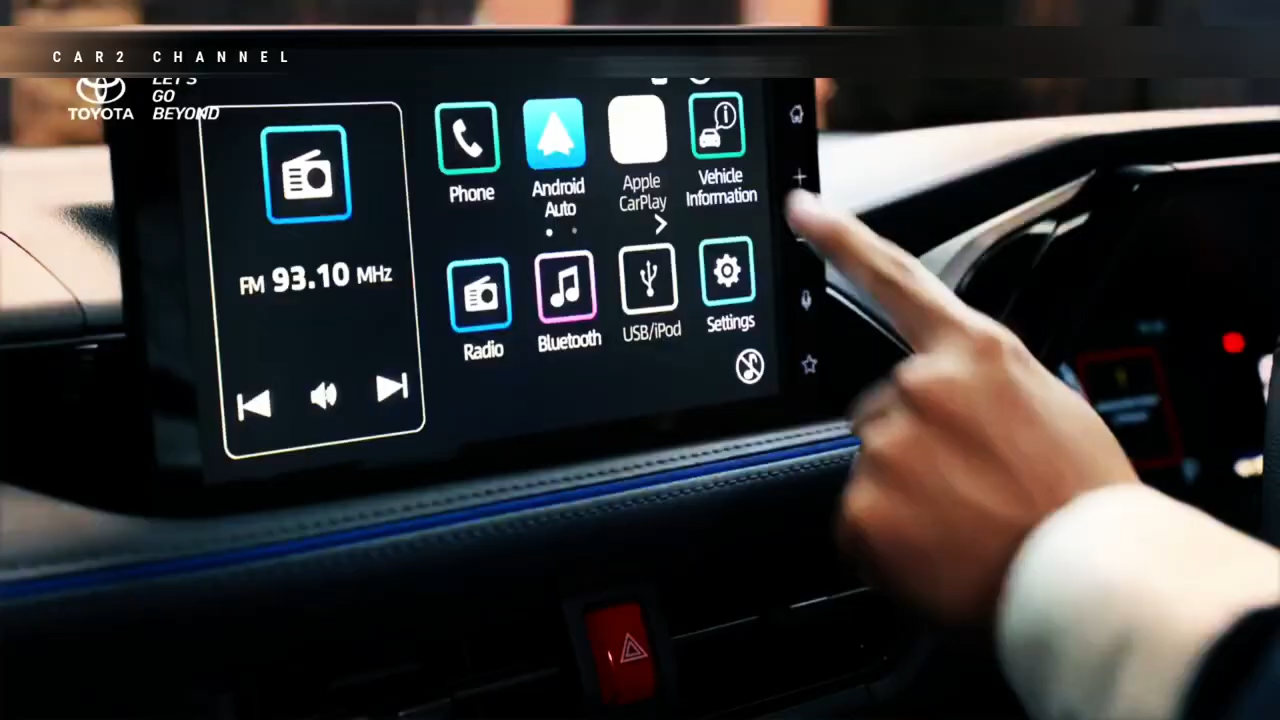 CAR2 CHANNEL
TOYOTA
LET'S
GO
BEYOND
FM 93.10 MHz
Phone
Android
Auto
Apple
CarPlay
Vehicle
Information
Radio
Bluetooth
USB/iPod
Settings